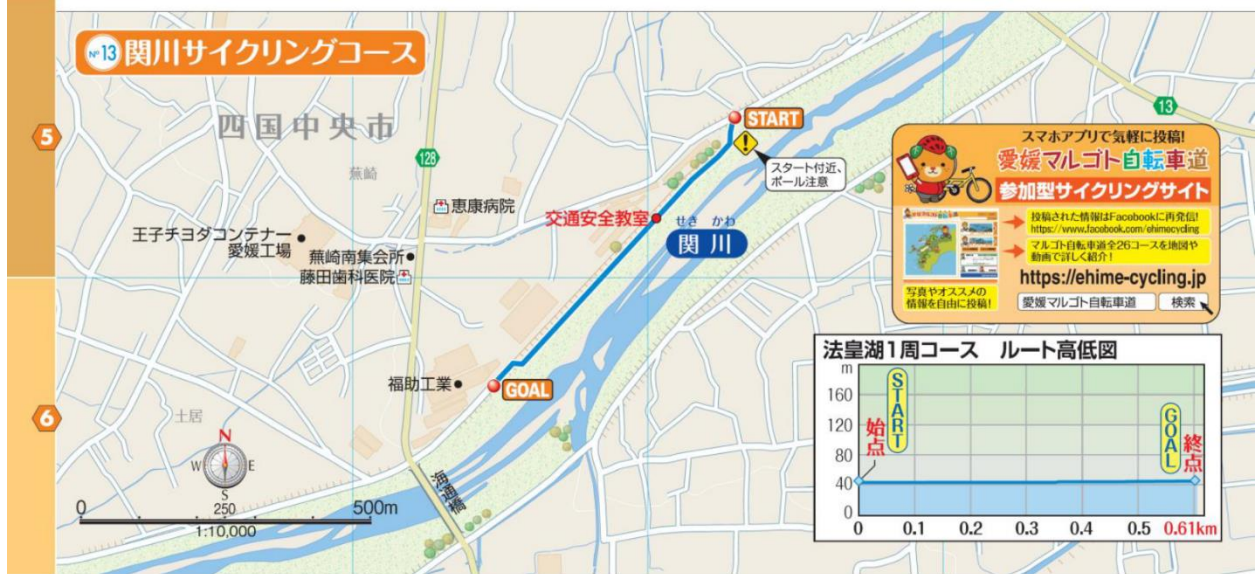 Nº13 関川サイクリングコース
5
6
四国中央市
蕪崎
128
13
START
!
スタート付近、
ポール注意
恵康病院
交通安全教室
せき かわ
関川
王子チヨダコンテナー
愛媛工場
蕪崎南集会所
藤田歯科医院
福助工業
GOAL
土居
N
W E
S
0 250 500m
1:10,000
海道橋
スマホアプリで気軽に投稿!
愛媛マルゴト自転車道
参加型サイクリングサイト
投稿された情報はFacebookに再発信!
https://www.facebook.com/ehimecycling
マルゴト自転車道全26コースを地図や
動画で詳しく紹介!
写真やオススメの
情報を自由に投稿!
https://ehime-cycling.jp
愛媛マルゴト自転車道 検索
法皇湖1周コース ルート高低図
m
160
120
80
40
0
START
始点
GOAL
終点
0 0.1 0.2 0.3 0.4 0.5 0.61km